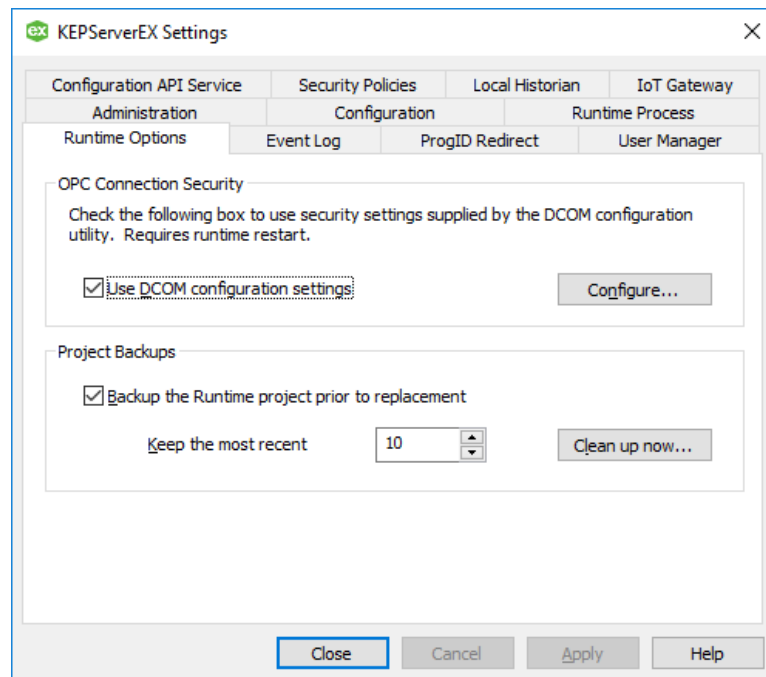 ex KEPServerEX Settings
Configuration API Service Security Policies Local Historian IoT Gateway
Administration Configuration Runtime Process
Runtime Options Event Log ProgID Redirect User Manager
OPC Connection Security
Check the following box to use security settings supplied by the DCOM configuration
utility. Requires runtime restart.
Use DCOM configuration settings Configure...
Project Backups
Backup the Runtime project prior to replacement
Keep the most recent 10 Clean up now...
Close Cancel Apply Help